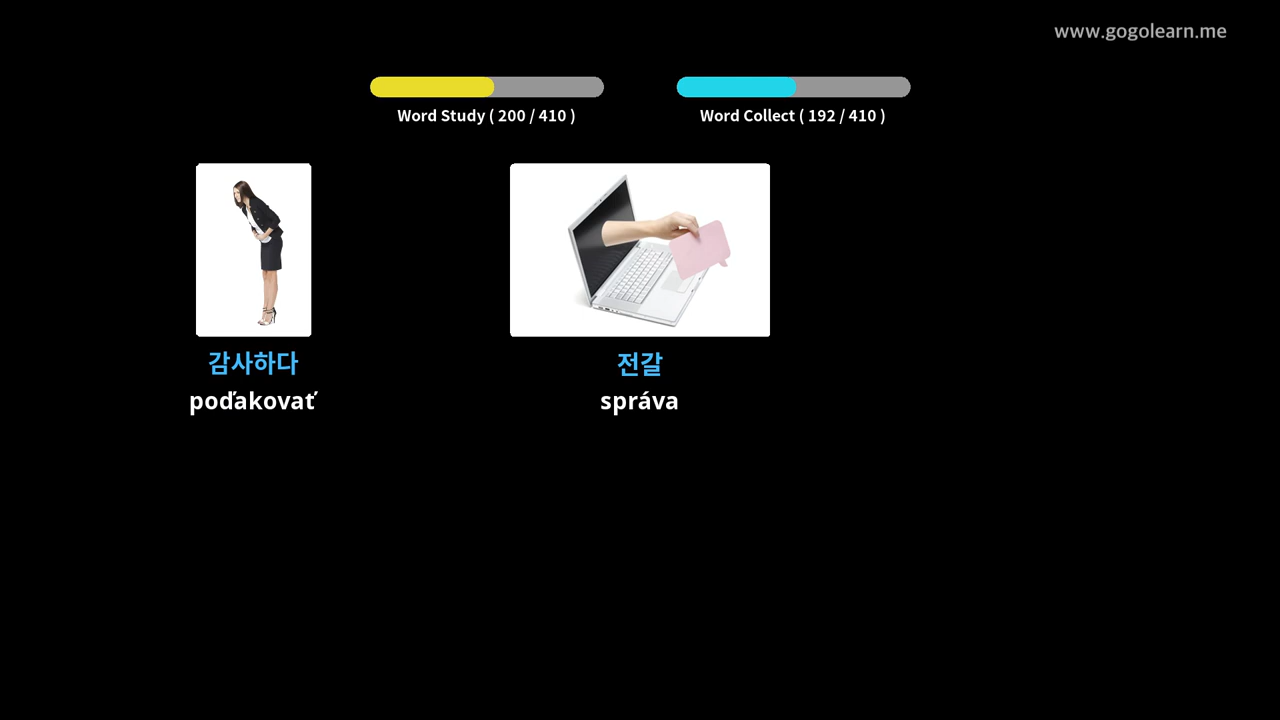 www.gogolearn.me
Word Study ( 200 / 410 )
Word Collect ( 192 / 410 )
감사하다
poďakovať
전갈
správa